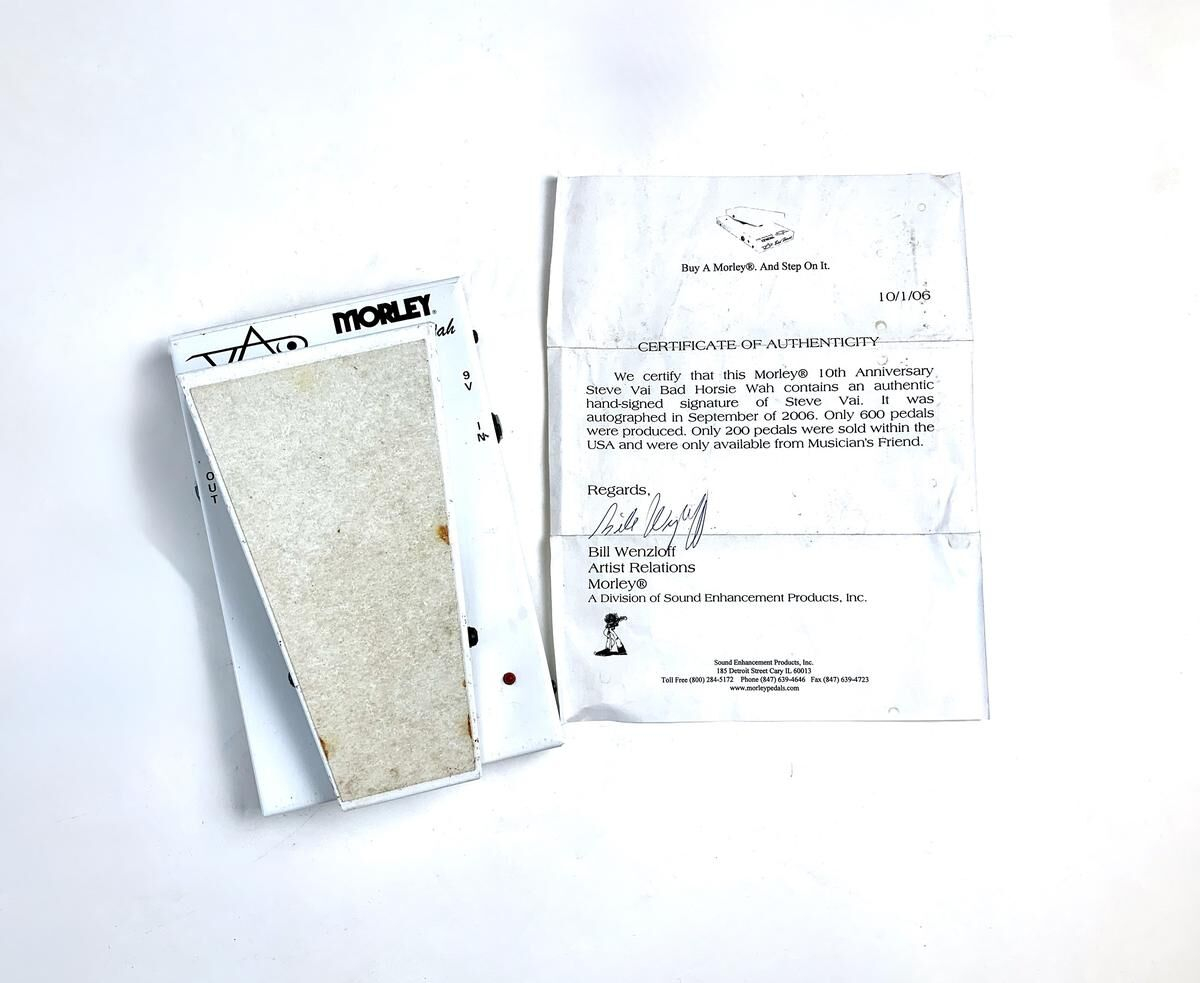 MORLEY®
VAI
ah
9V
IN
OUT
Buy A Morley®. And Step On It.
10/1/06
CERTIFICATE OF AUTHENTICITY
We certify that this Morley® 10th Anniversary
Steve Vai Bad Horsie Wah contains an authentic
hand-signed signature of Steve Vai. It was
autographed in September of 2006. Only 600 pedals
were produced. Only 200 pedals were sold within the
USA and were only available from Musician's Friend.
Regards,
Bill Wenzloff
Artist Relations
Morley®
A Division of Sound Enhancement Products, Inc.
Sound Enhancement Products, Inc.
185 Detroit Street Cary IL 60013
Toll Free (800) 284-5172 Phone (847) 639-4646 Fax (847) 639-4723
www.morleypedals.com